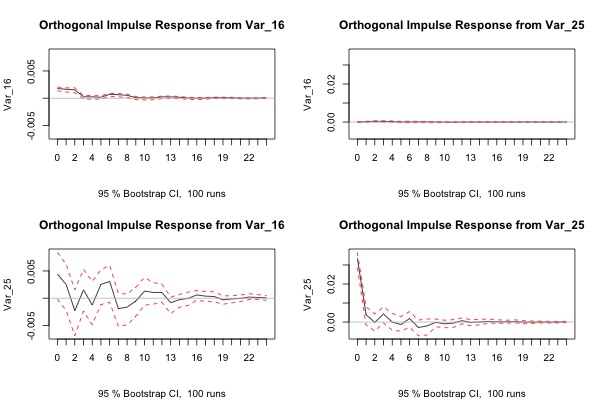 Orthogonal Impulse Response from Var_16
Var_16
0.005
-0.005
0 2 4 6 8 10 13 16 19 22
95 % Bootstrap CI, 100 runs
Orthogonal Impulse Response from Var_25
Var_16
0.02
0.00
0 2 4 6 8 10 13 16 19 22
95 % Bootstrap CI, 100 runs
Orthogonal Impulse Response from Var_16
Var_25
0.005
-0.005
0 2 4 6 8 10 13 16 19 22
95 % Bootstrap CI, 100 runs
Orthogonal Impulse Response from Var_25
Var_25
0.02
0.00
0 2 4 6 8 10 13 16 19 22
95 % Bootstrap CI, 100 runs